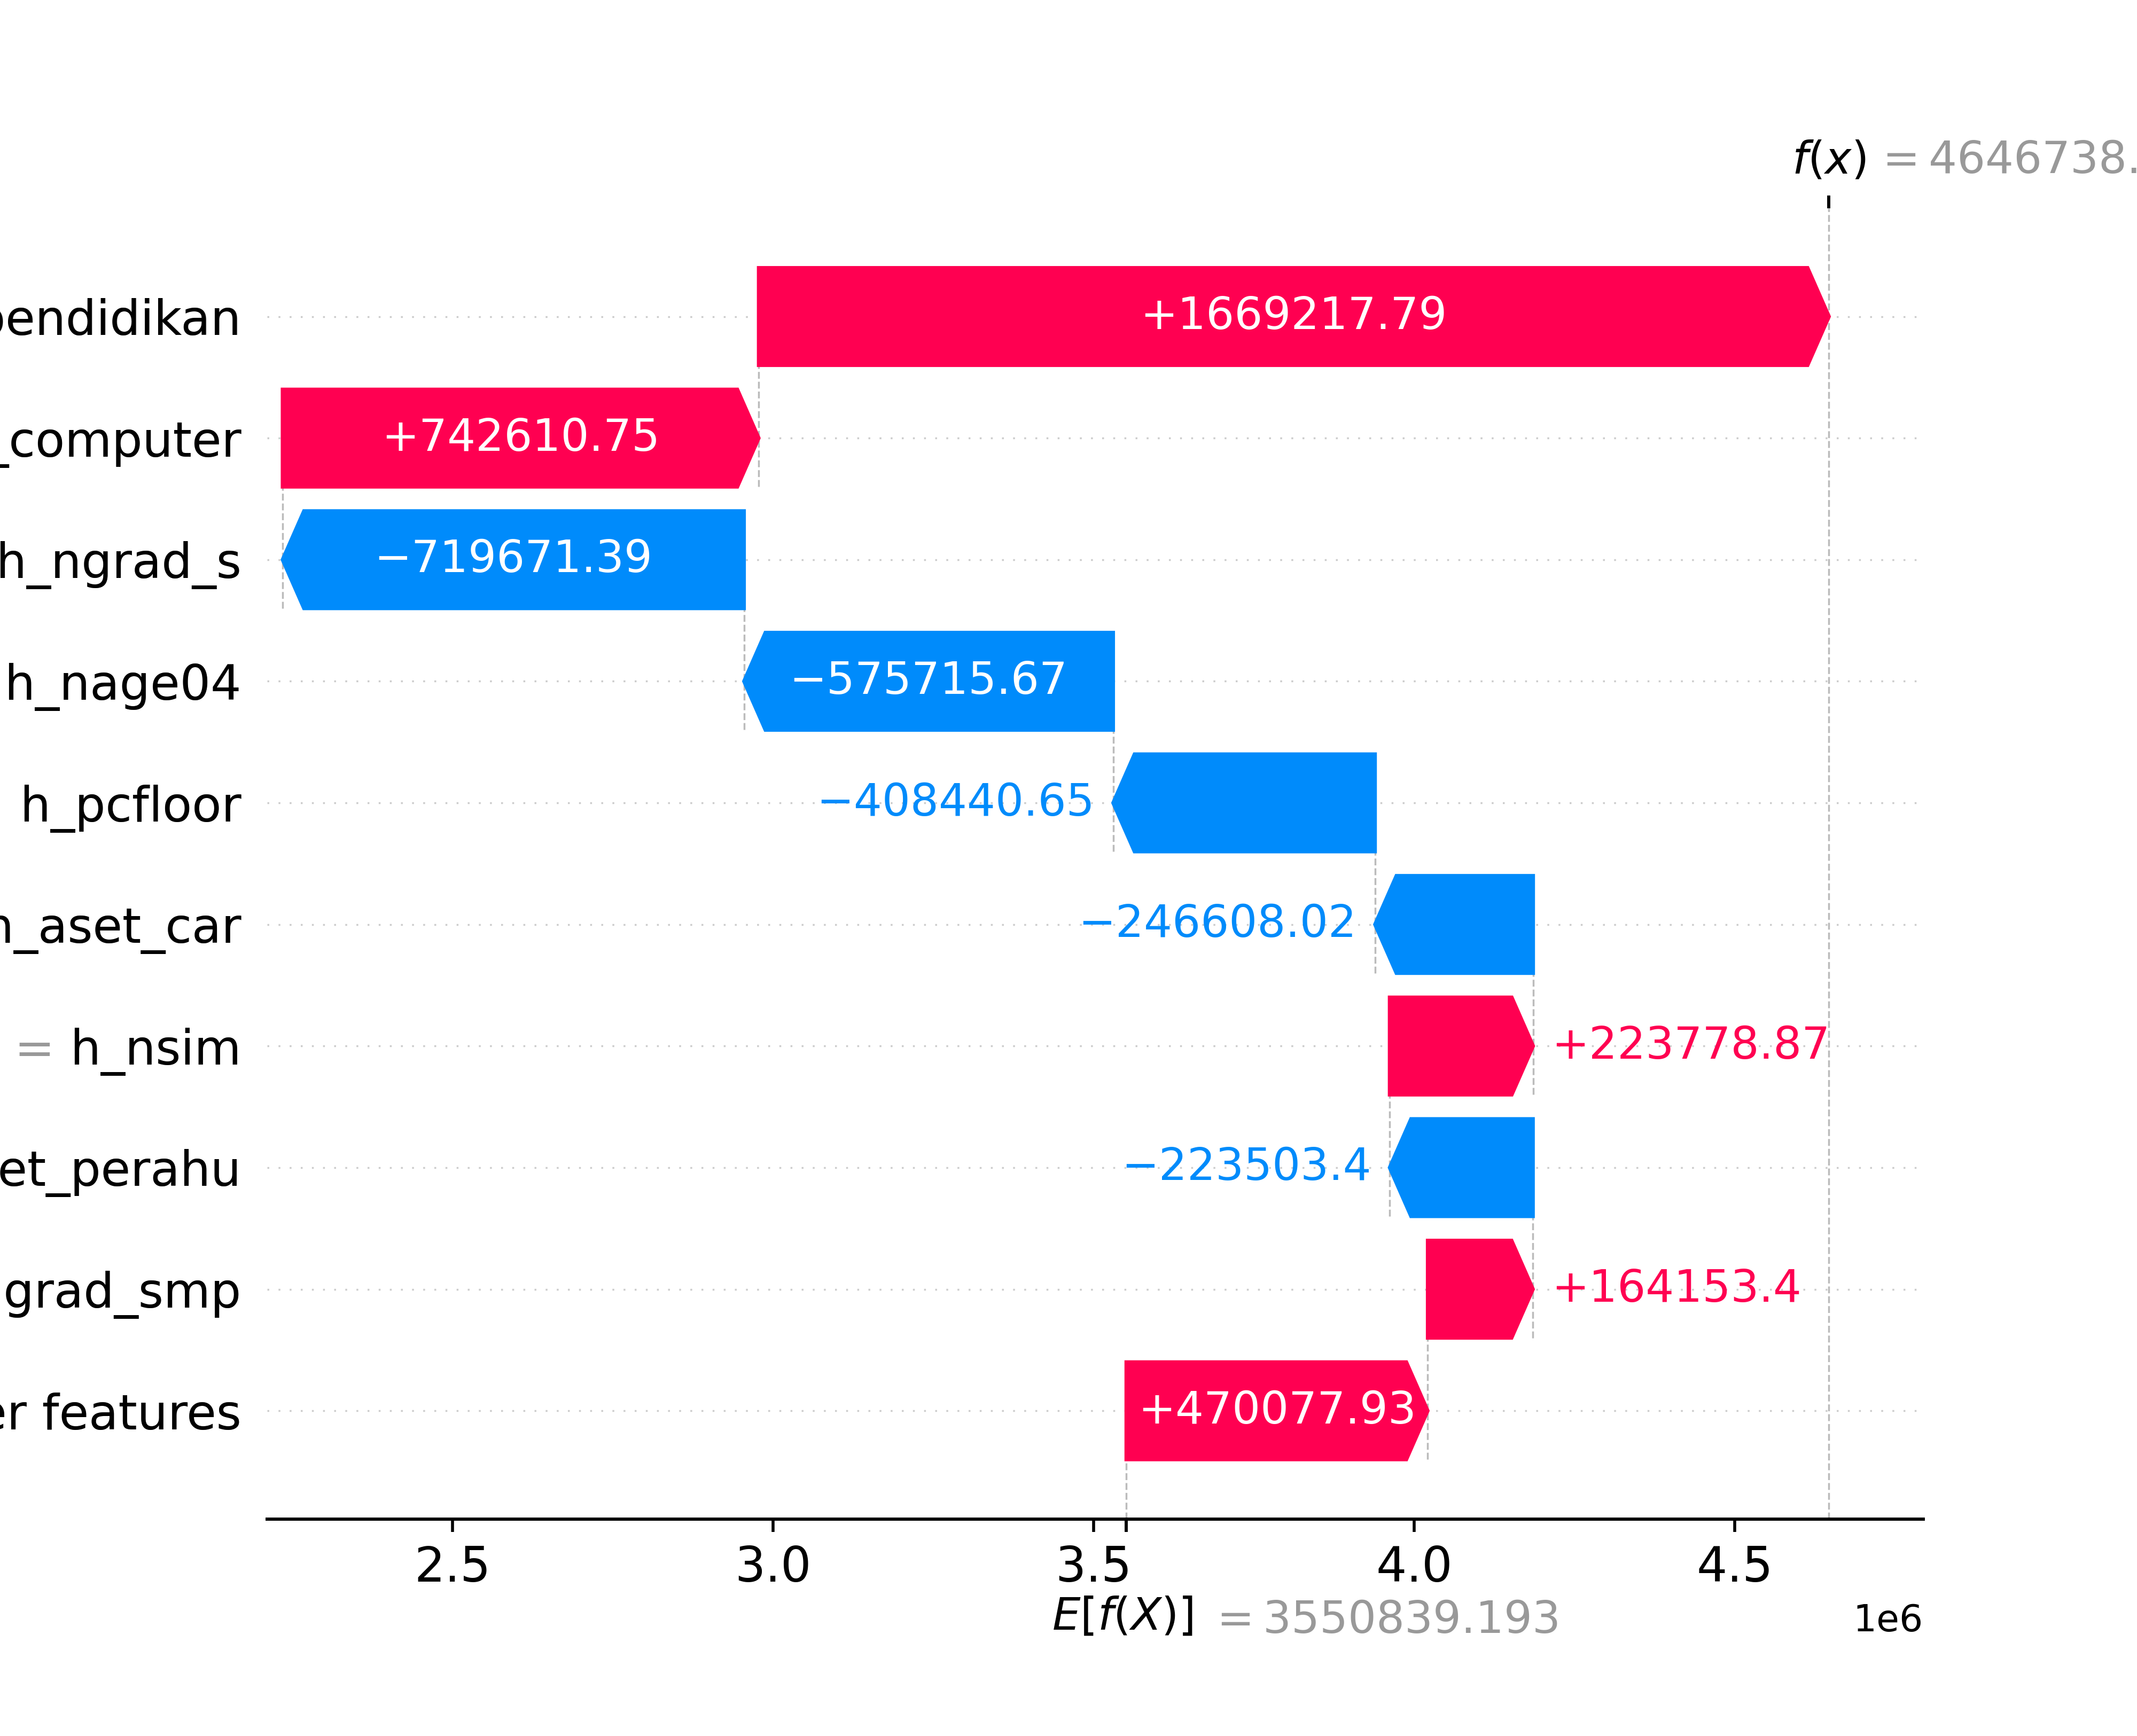 f(x) = 4646738.
pendidikan +1669217.79
_computer +742610.75
h_ngrad_s −719671.39
h_nage04 −575715.67
h_pcfloor −408440.65
h_aset_car −246608.02
= h_nsim +223778.87
et_perahu −223503.4
grad_smp +164153.4
er features +470077.93
2.5 3.0 3.5 4.0 4.5
E[f(X)] = 3550839.193 1e6